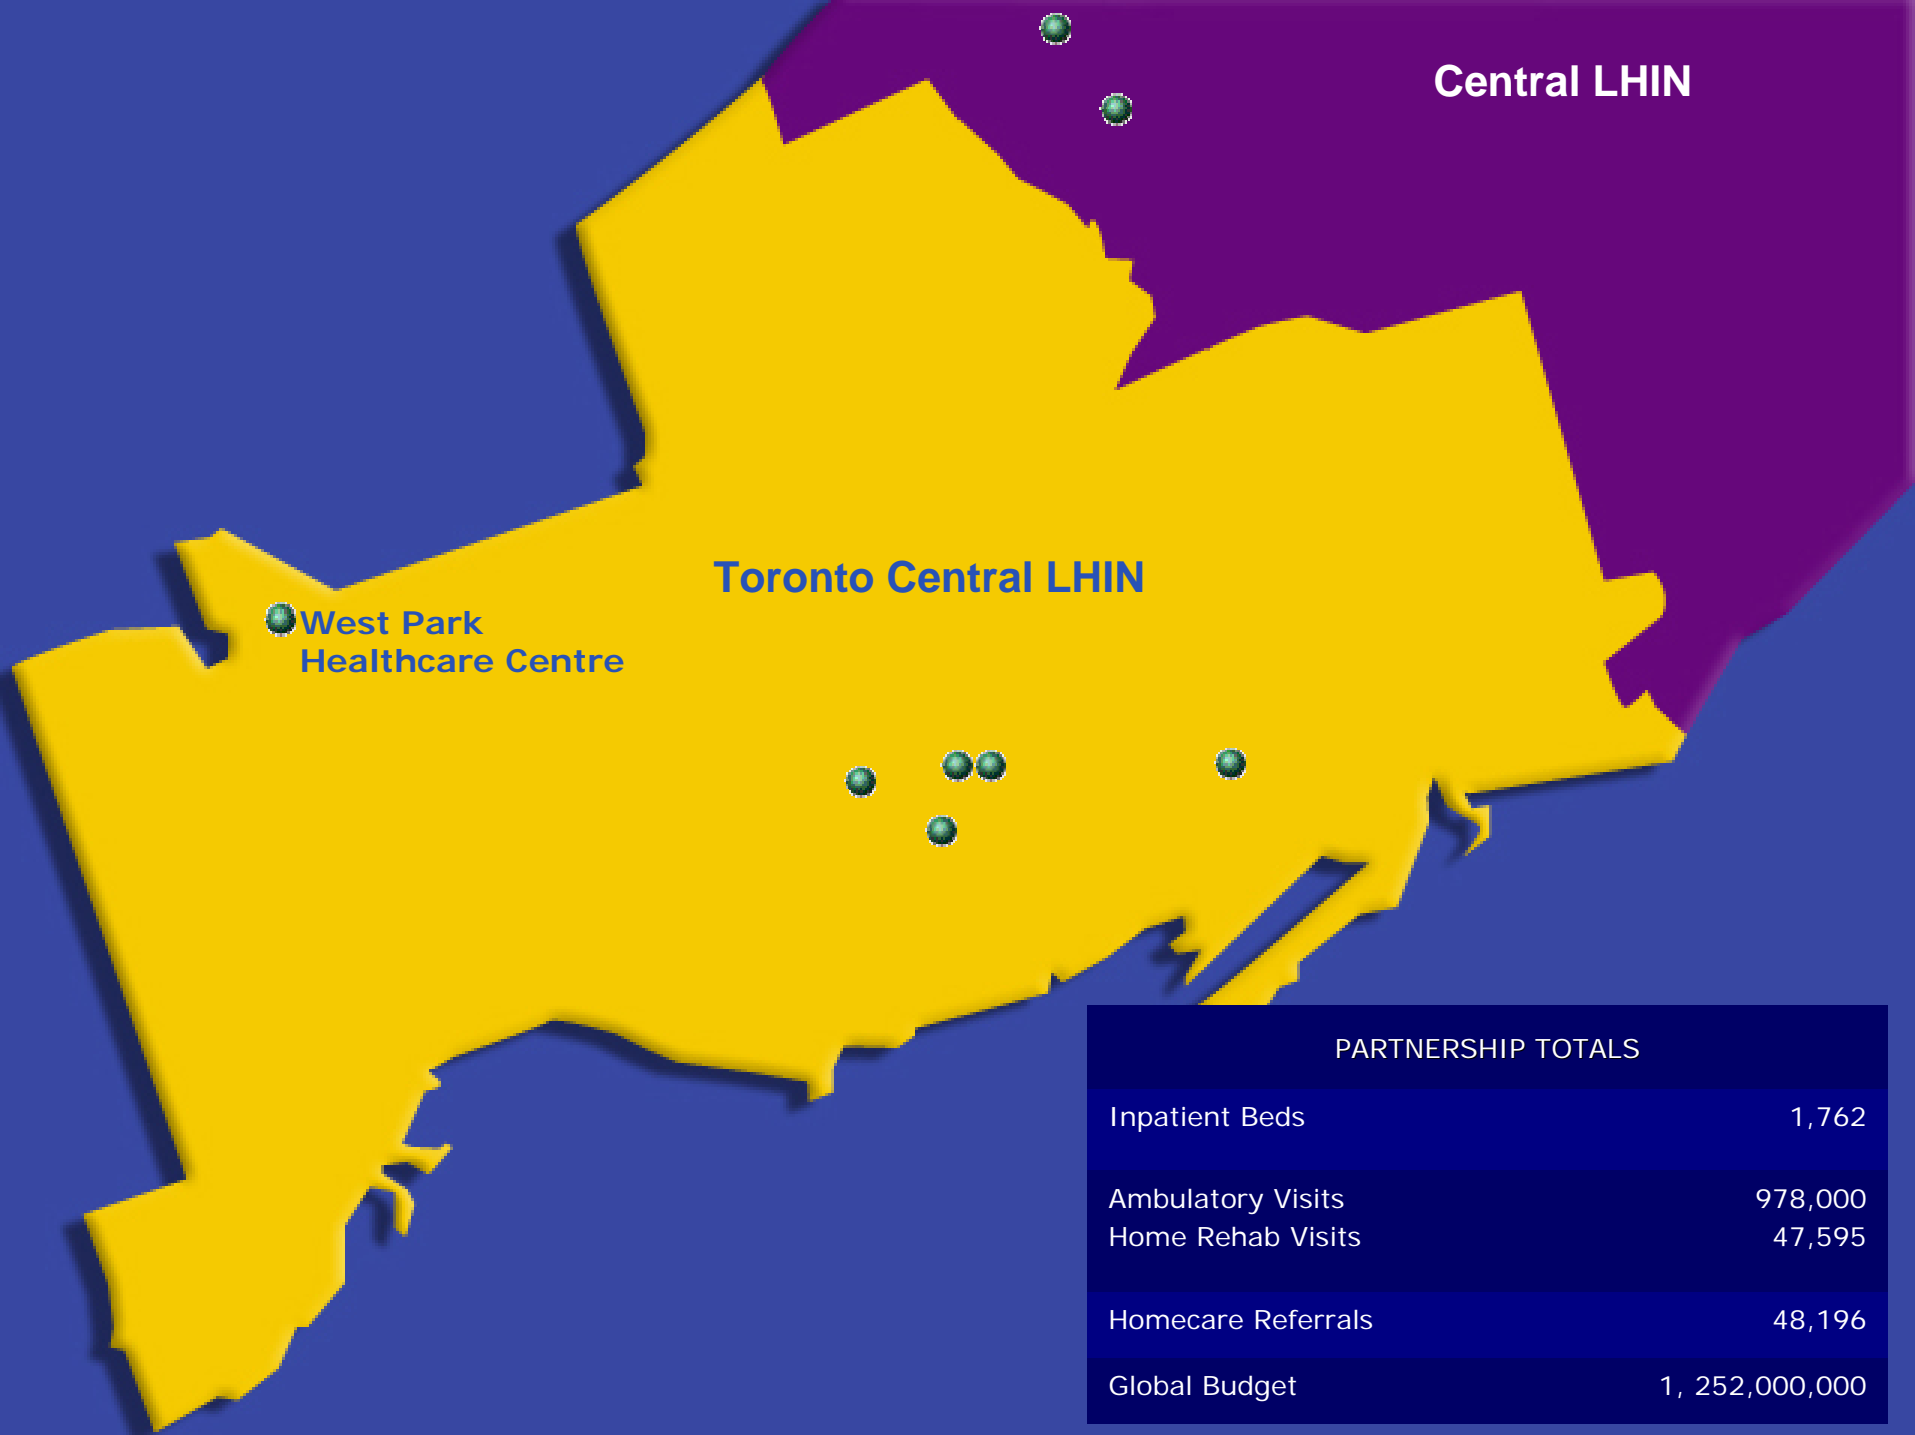 Central LHIN
Toronto Central LHIN
West Park
Healthcare Centre
PARTNERSHIP TOTALS
Inpatient Beds 1,762
Ambulatory Visits 978,000
Home Rehab Visits 47,595
Homecare Referrals 48,196
Global Budget 1, 252,000,000